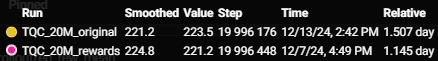 Run Smoothed Value Step Time Relative
TQC_20M_original 221.2 223.5 19 996 176 12/13/24, 2:42 PM 1.507 day
TQC_20M_rewards 224.8 221.2 19 996 448 12/7/24, 4:49 PM 1.145 day